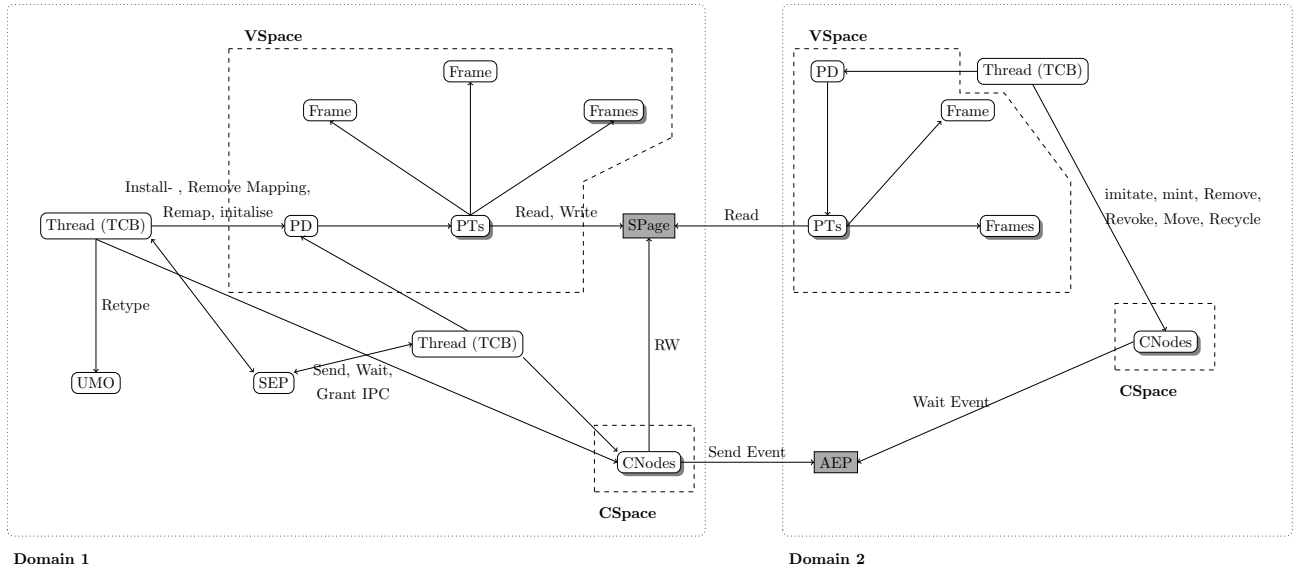 VSpace
Frame
Frame
Frames
Install- , Remove Mapping,
Remap, initalise
Thread (TCB)
PD
PTs
Read, Write
SPage
Retype
Thread (TCB)
RW
UMO
SEP
Send, Wait,
Grant IPC
CNodes
CSpace
Send Event
Domain 1
VSpace
PD
Thread (TCB)
Frame
imitate, mint, Remove,
Revoke, Move, Recycle
Read
PTs
Frames
CNodes
CSpace
Wait Event
AEP
Domain 2